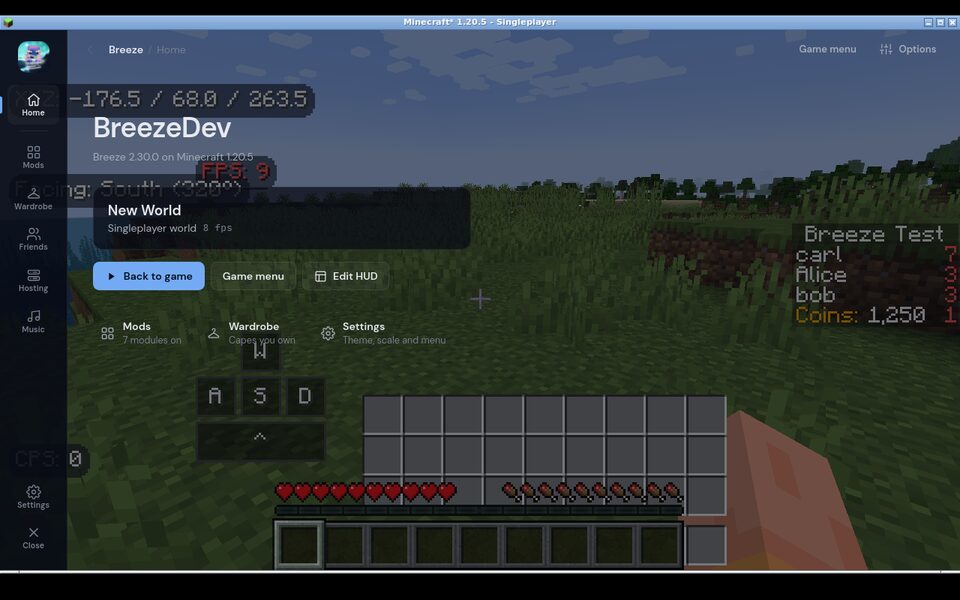 Minecraft* 1.20.5 - Singleplayer
Breeze / Home
Game menu
Options
-176.5 / 68.0 / 263.5
Home
BreezeDev
Breeze 2.30.0 on Minecraft 1.20.5
FPS: 9
Mods
Facing: South (320°)
Wardrobe
New World
Singleplayer world 8 fps
Friends
Breeze Test
carl 7
Alice 3
bob 3
Coins: 1,250 1
Hosting
Back to game
Game menu
Edit HUD
Music
Mods
7 modules on
Wardrobe
Capes you own
Settings
Theme, scale and menu
W
A S D
^
CPS: 0
Settings
Close